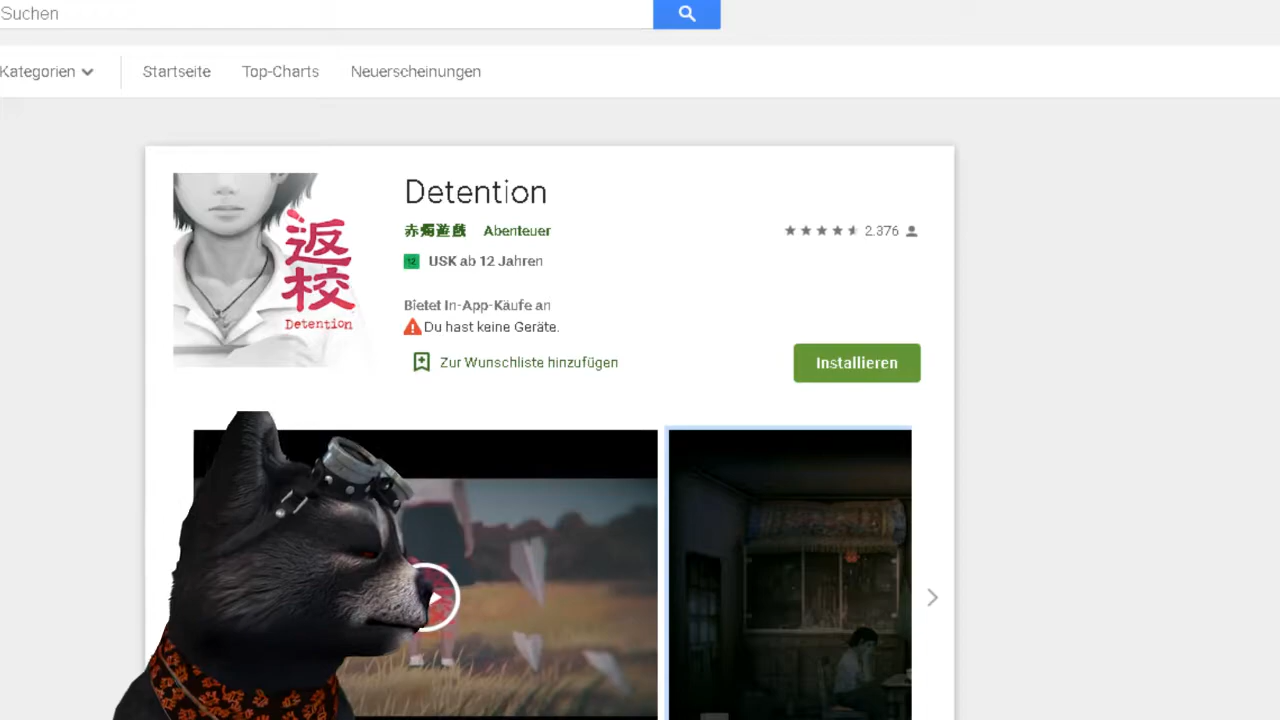 Suchen
Kategorien
Startseite
Top-Charts
Neuerscheinungen
返校
Detention
Detention
赤燭遊戲 Abenteuer
2.376
12 USK ab 12 Jahren
Bietet In-App-Käufe an
Du hast keine Geräte.
Zur Wunschliste hinzufügen
Installieren